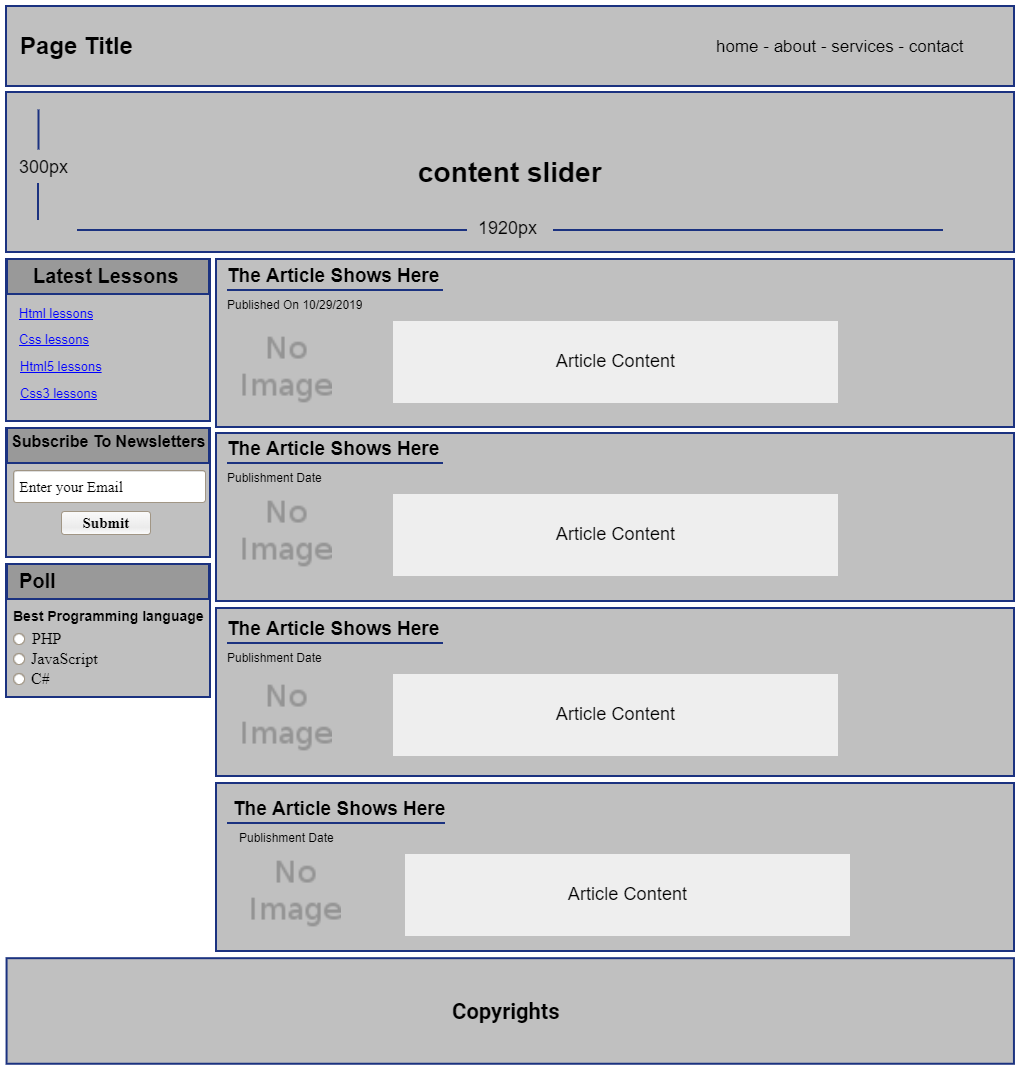 Page Title
home - about - services - contact
300px
content slider
1920px
Latest Lessons
Html lessons
Css lessons
Html5 lessons
Css3 lessons
Subscribe To Newsletters
Enter your Email
Submit
Poll
Best Programming language
PHP
JavaScript
C#
The Article Shows Here
Published On 10/29/2019
No
Image
Article Content
The Article Shows Here
Publishment Date
No
Image
Article Content
The Article Shows Here
Publishment Date
No
Image
Article Content
The Article Shows Here
Publishment Date
No
Image
Article Content
Copyrights